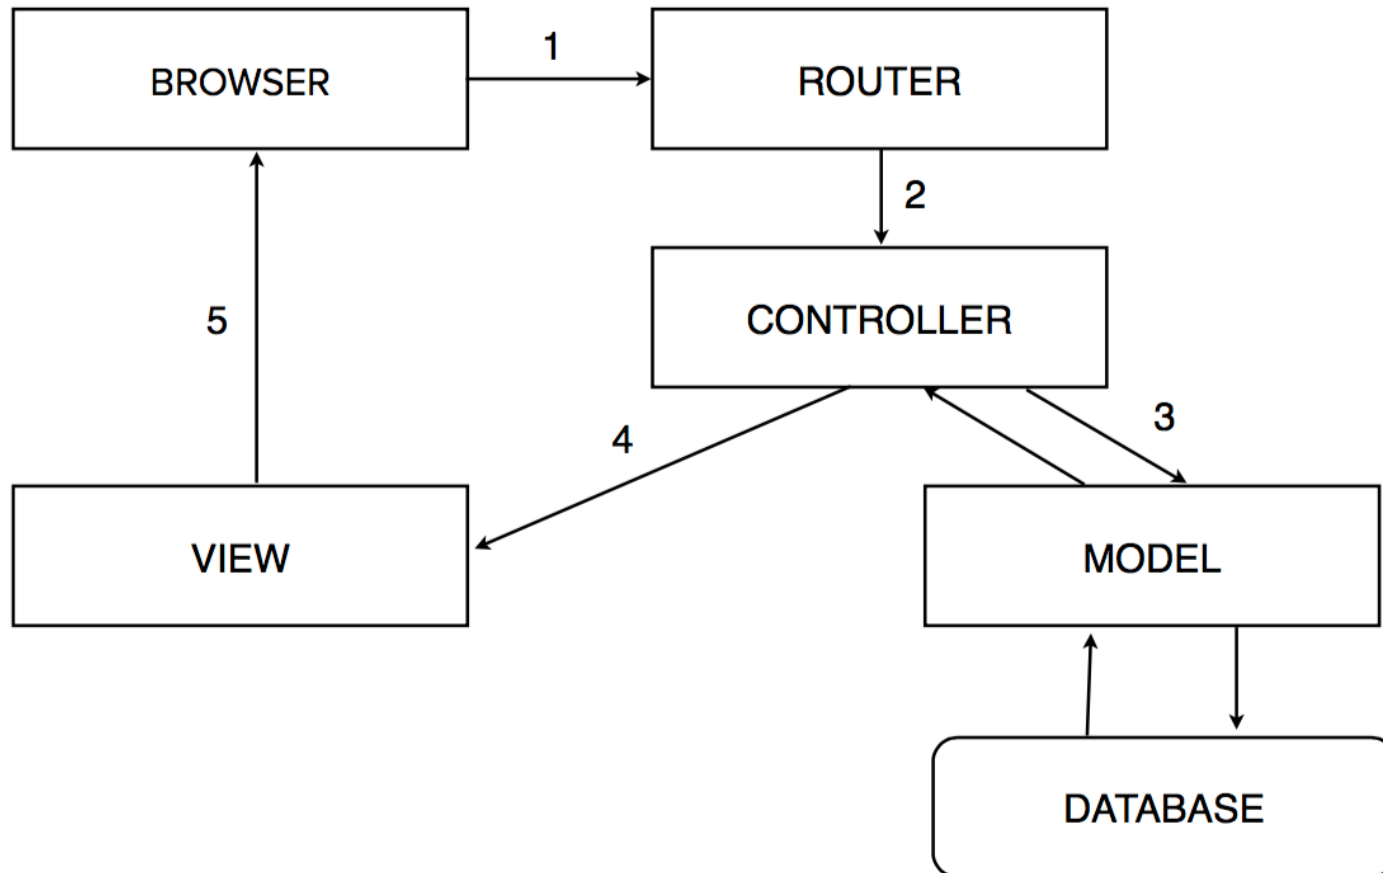 BROWSER
1
ROUTER
2
CONTROLLER
5
4
3
VIEW
MODEL
DATABASE